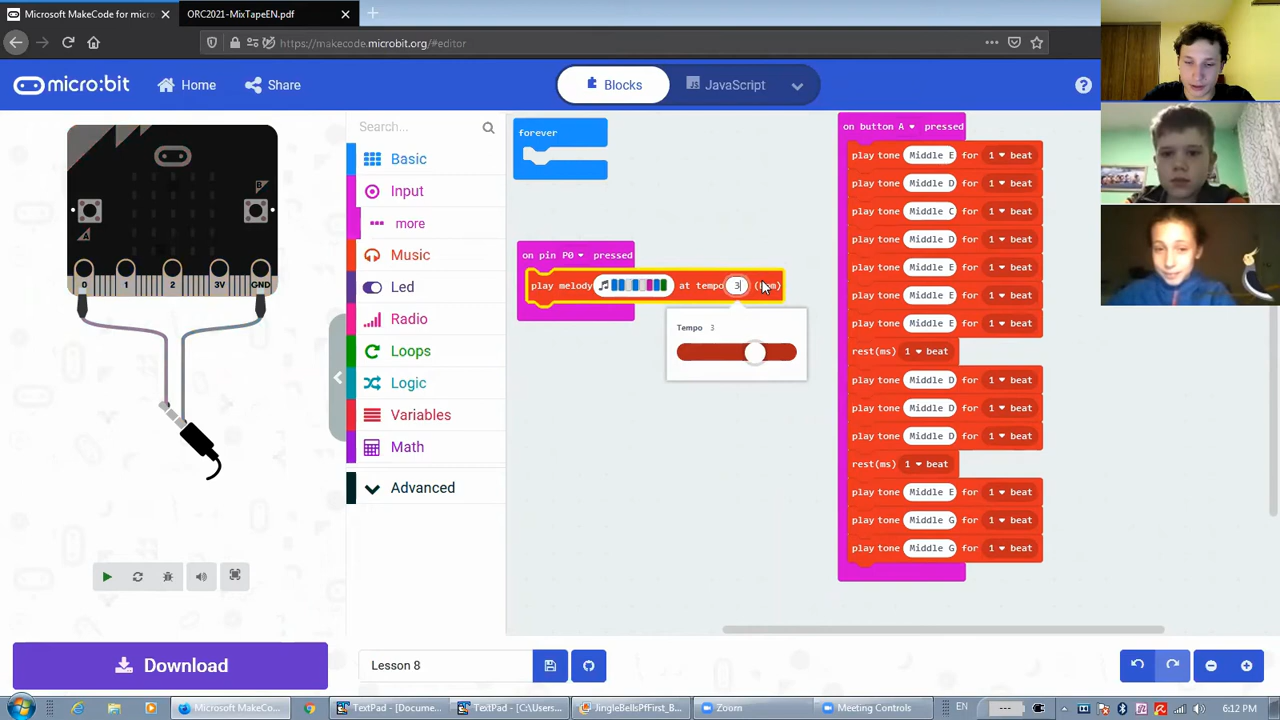 Microsoft MakeCode for micro
ORC2021-MixTapeEN.pdf
https://makecode.microbit.org/#editor
micro:bit
Home
Share
Blocks
JavaScript
Search...
Basic
Input
more
Music
Led
Radio
Loops
Logic
Variables
Math
Advanced
A
B
0
1
2
3V
GND
forever
on pin P0 pressed
play melody at tempo 3
Tempo 3
on button A pressed
play tone Middle E for 1 beat
play tone Middle D for 1 beat
play tone Middle C for 1 beat
play tone Middle D for 1 beat
play tone Middle E for 1 beat
play tone Middle E for 1 beat
play tone Middle E for 1 beat
rest(ms) 1 beat
play tone Middle D for 1 beat
play tone Middle D for 1 beat
play tone Middle D for 1 beat
rest(ms) 1 beat
play tone Middle E for 1 beat
play tone Middle G for 1 beat
play tone Middle G for 1 beat
Download
Lesson 8
Microsoft MakeCo...
TextPad - [Docume...
TextPad - [C:\Users...
JingleBellsPfFirst_B...
Zoom
Meeting Controls
EN
6:12 PM